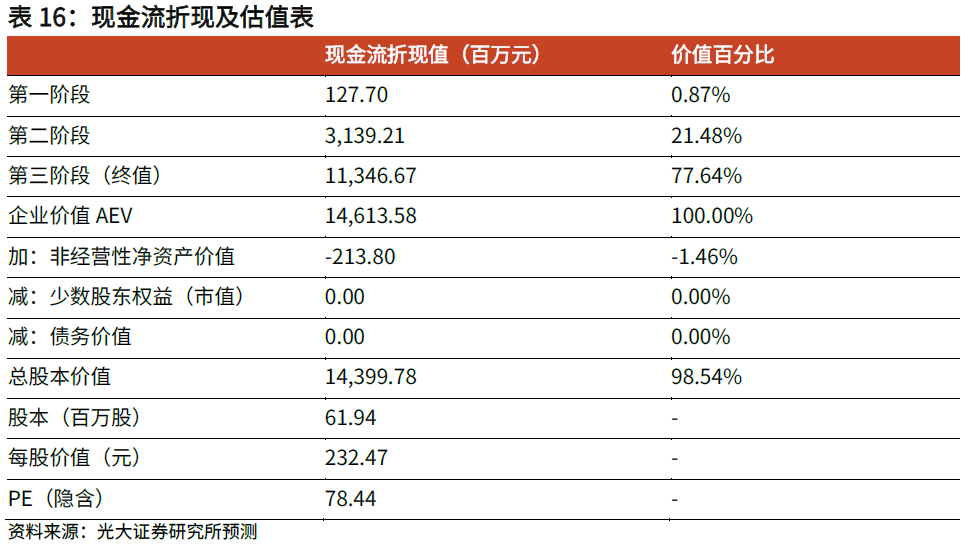 表 16：现金流折现及估值表
现金流折现值（百万元） 价值百分比
第一阶段 127.70 0.87%
第二阶段 3,139.21 21.48%
第三阶段（终值） 11,346.67 77.64%
企业价值 AEV 14,613.58 100.00%
加：非经营性净资产价值 -213.80 -1.46%
减：少数股东权益（市值） 0.00 0.00%
减：债务价值 0.00 0.00%
总股本价值 14,399.78 98.54%
股本（百万股） 61.94 -
每股价值（元） 232.47 -
PE（隐含） 78.44 -
资料来源：光大证券研究所预测